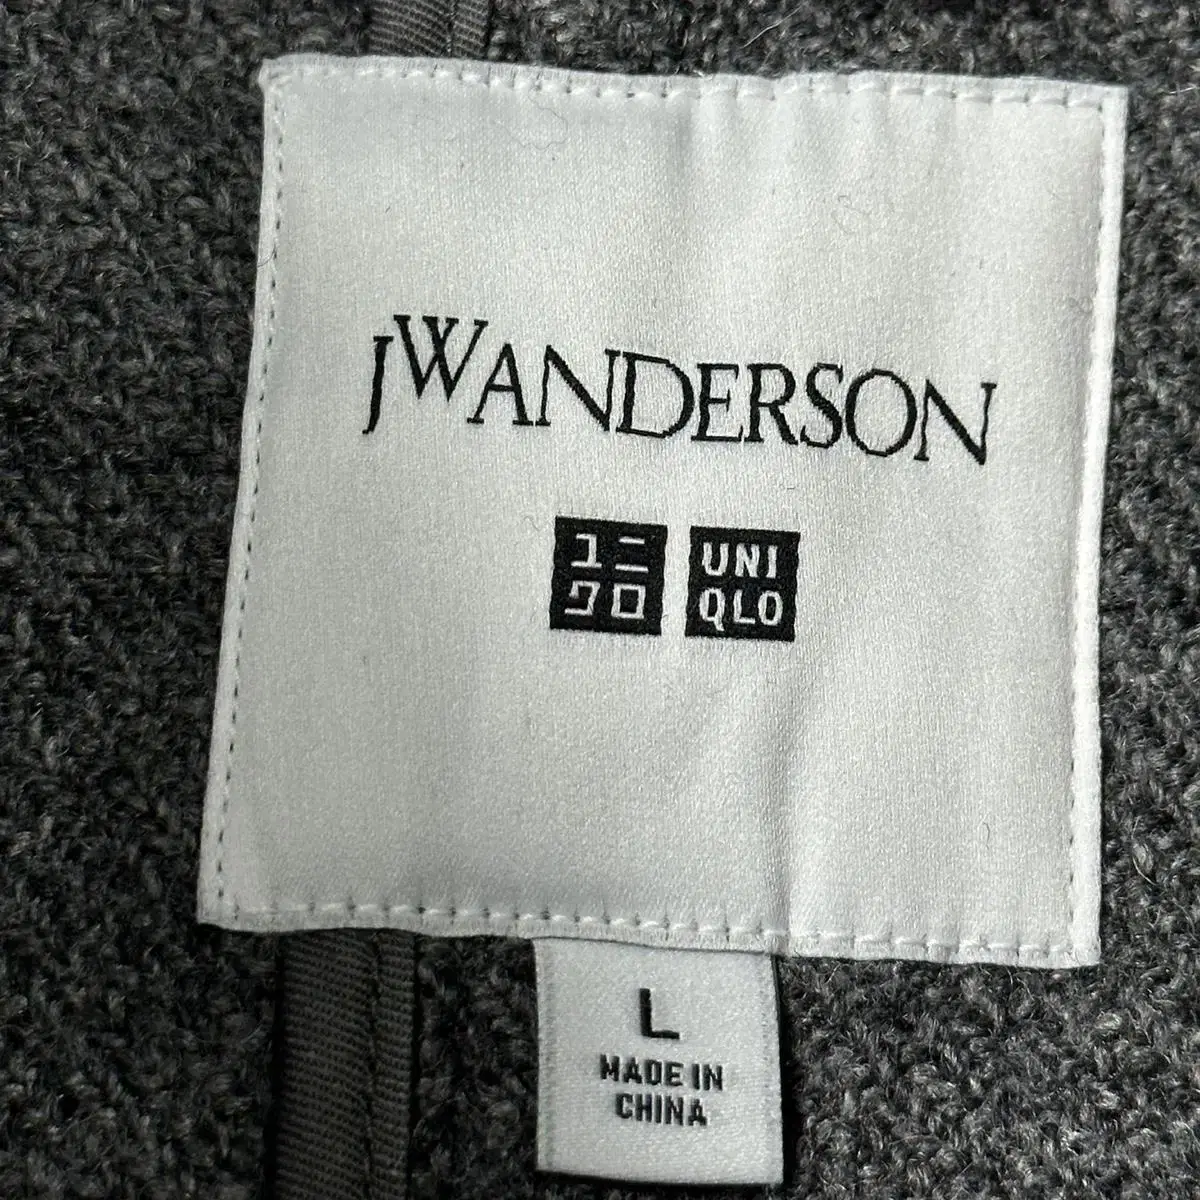 JWANDERSON
ユニ
クロ
UNI
QLO
L
MADE IN
CHINA